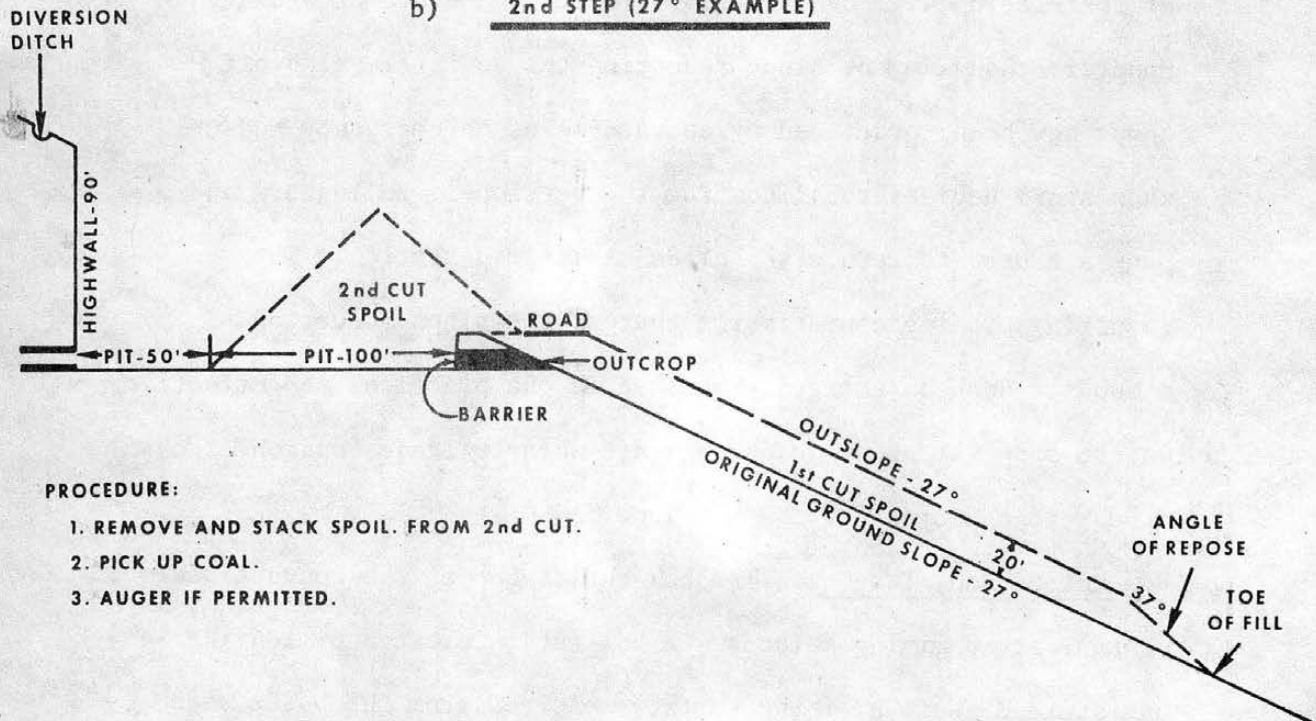 b) 2nd STEP (27° EXAMPLE)
DIVERSION
DITCH
HIGHWALL-90'
2nd CUT
SPOIL
ROAD
PIT-50'
PIT-100'
OUTCROP
BARRIER
OUTSLOPE - 27°
1st CUT SPOIL
ORIGINAL GROUND SLOPE - 27°
20'
37°
ANGLE
OF REPOSE
TOE
OF FILL
PROCEDURE:
1. REMOVE AND STACK SPOIL. FROM 2nd CUT.
2. PICK UP COAL.
3. AUGER IF PERMITTED.